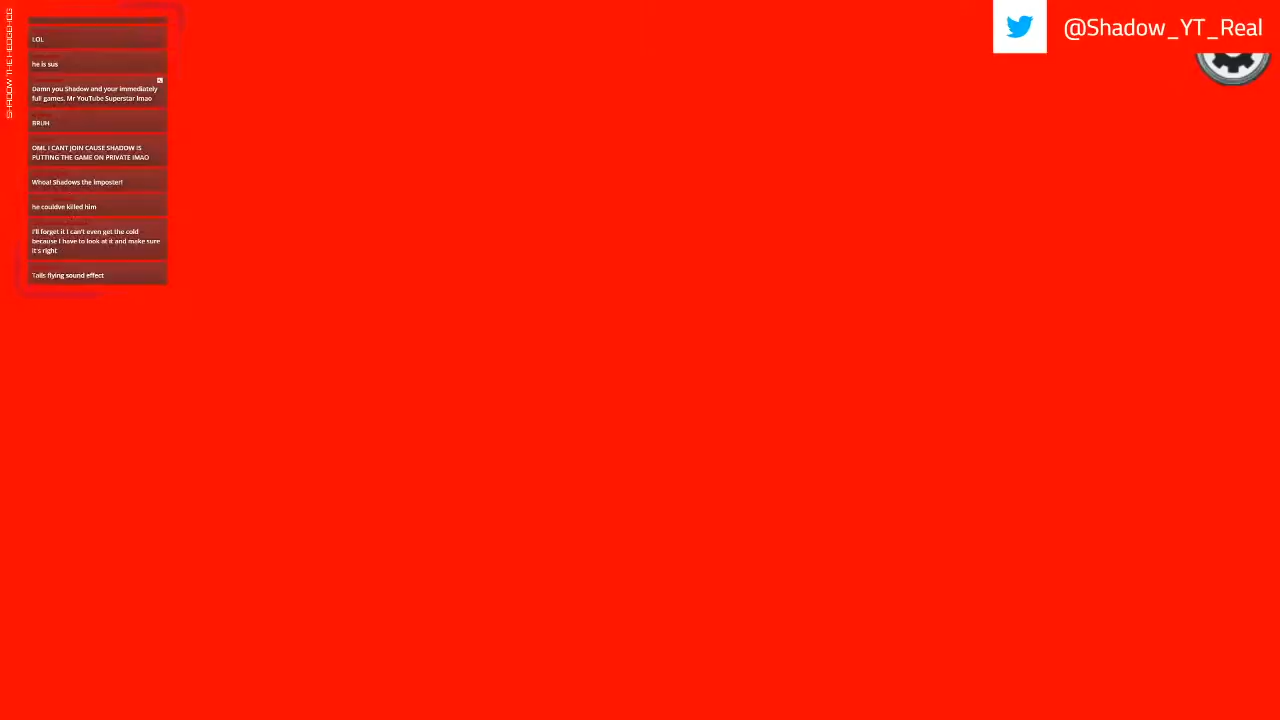 SHADOW THE HEDGEHOG
@Shadow_YT_Real
LOL
he is sus
Damn you Shadow and your immediately
full games, Mr YouTube Superstar lmao
BRUH
OML I CANT JOIN CAUSE SHADOW IS
PUTTING THE GAME ON PRIVATE lMAO
Whoa! Shadows the Imposter!
he couldve killed him
I'll forget it I can't even get the cold
because I have to look at it and make sure
it's right
Tails flying sound effect